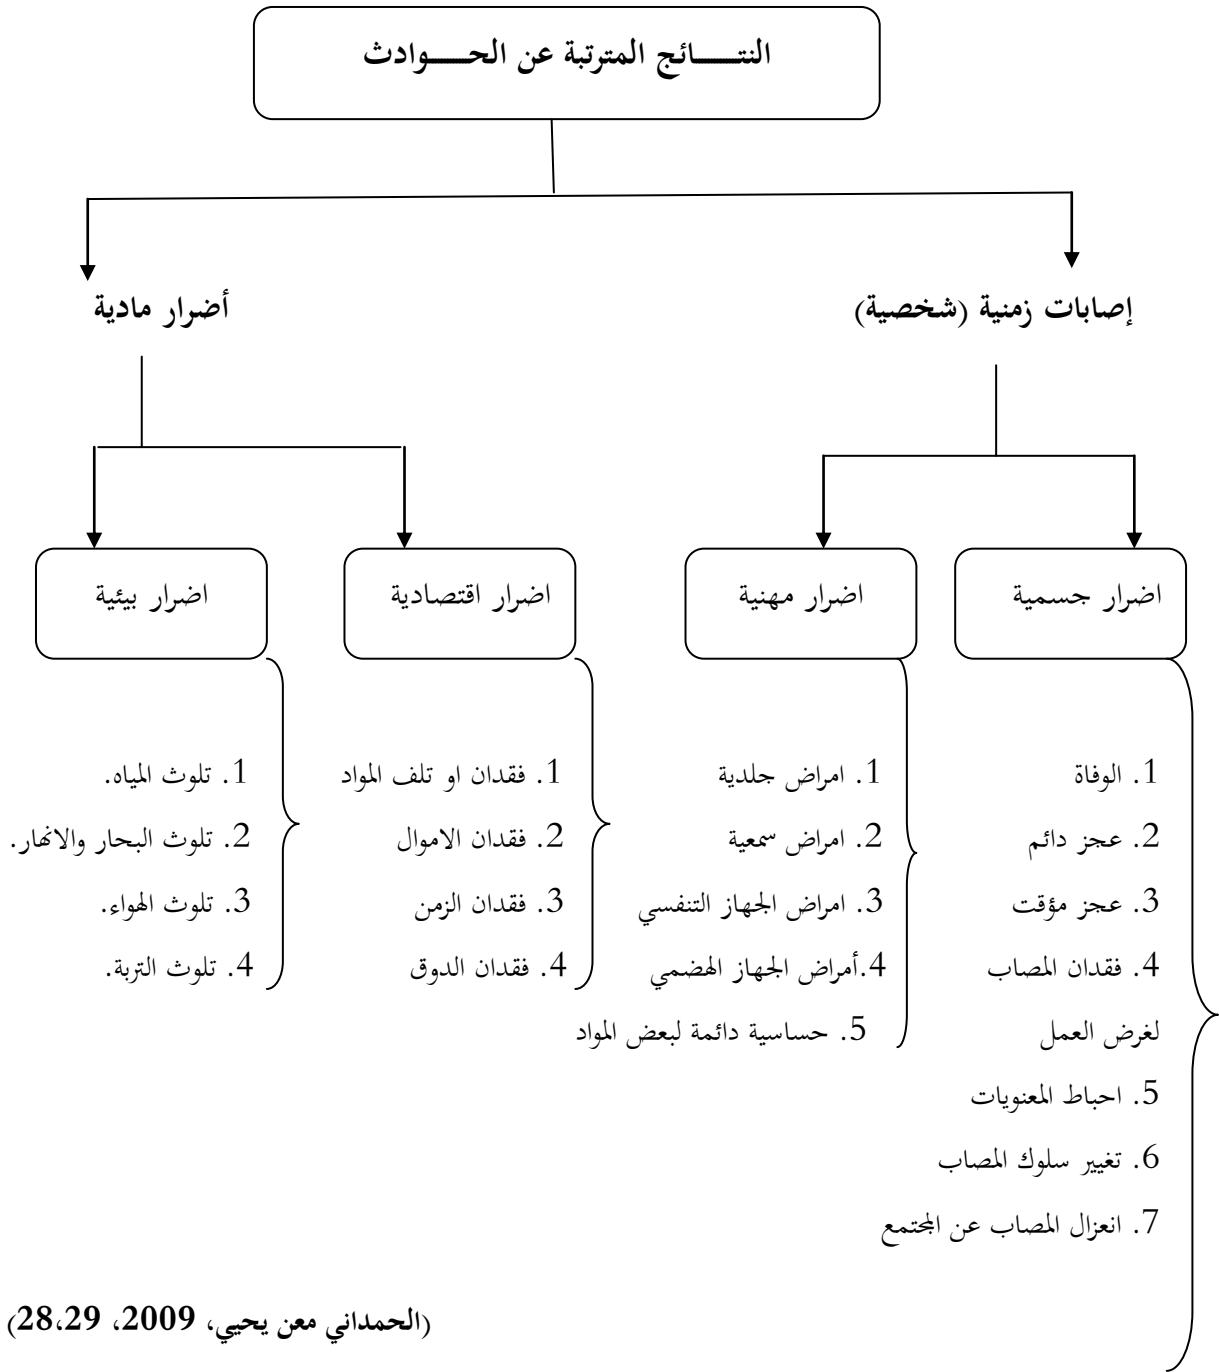 النتـــــــائج المترتبة عن الحــــــوادث
إصابات زمنية (شخصية)
أضرار مادية
اضرار جسمية
اضرار مهنية
اضرار اقتصادية
اضرار بيئية
1. الوفاة
2. عجز دائم
3. عجز مؤقت
4. فقدان المصاب
لغرض العمل
5. احباط المعنويات
6. تغيير سلوك المصاب
7. انعزال المصاب عن المجتمع
1. امراض جلدية
2. امراض سمعية
3. امراض الجهاز التنفسي
4.أمراض الجهاز الهضمي
5. حساسية دائمة لبعض المواد
1. فقدان او تلف المواد
2. فقدان الاموال
3. فقدان الزمن
4. فقدان الدوق
1. تلوث المياه.
2. تلوث البحار والانهار.
3. تلوث الهواء.
4. تلوث التربة.
(الحمداني معن يحيي، 2009، 28،29)